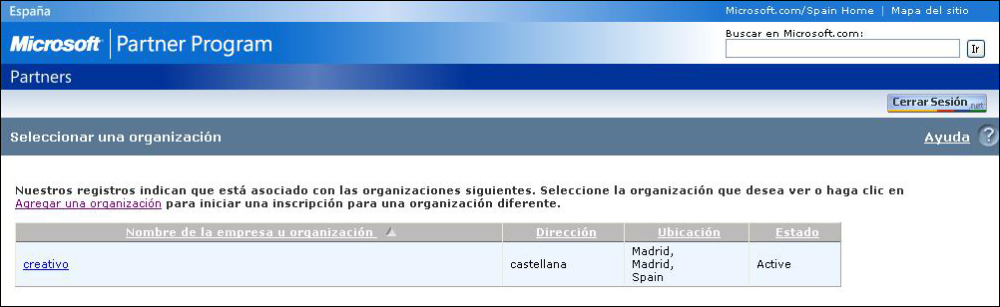 España
Microsoft.com/Spain Home | Mapa del sitio
Microsoft | Partner Program
Buscar en Microsoft.com:
Ir
Partners
Cerrar Sesión .net
Seleccionar una organización
Ayuda ?
Nuestros registros indican que está asociado con las organizaciones siguientes. Seleccione la organización que desea ver o haga clic en
Agregar una organización para iniciar una inscripción para una organización diferente.
Nombre de la empresa u organización Dirección Ubicación Estado
creativo castellana Madrid, Active
Madrid,
Spain